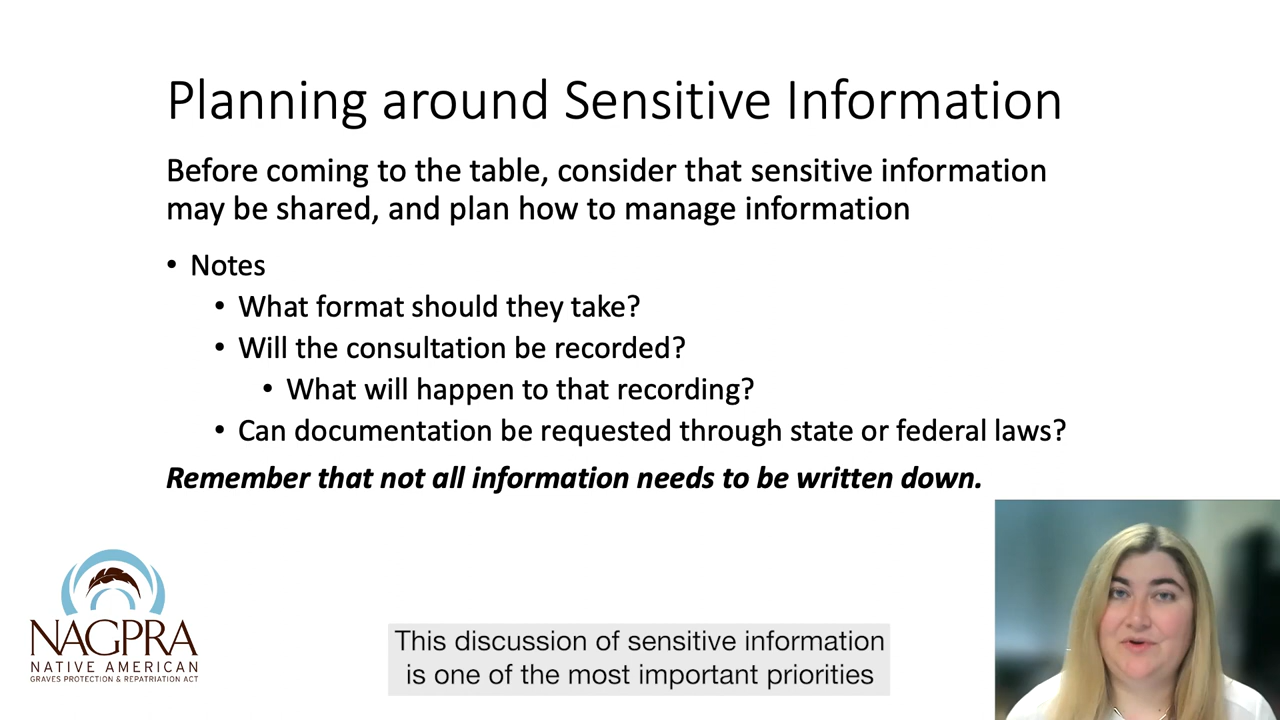 Planning around Sensitive Information
Before coming to the table, consider that sensitive information
may be shared, and plan how to manage information
• Notes
• What format should they take?
• Will the consultation be recorded?
• What will happen to that recording?
• Can documentation be requested through state or federal laws?
Remember that not all information needs to be written down.
NAGPRA
NATIVE AMERICAN
GRAVES PROTECTION & REPATRIATION ACT
This discussion of sensitive information
is one of the most important priorities